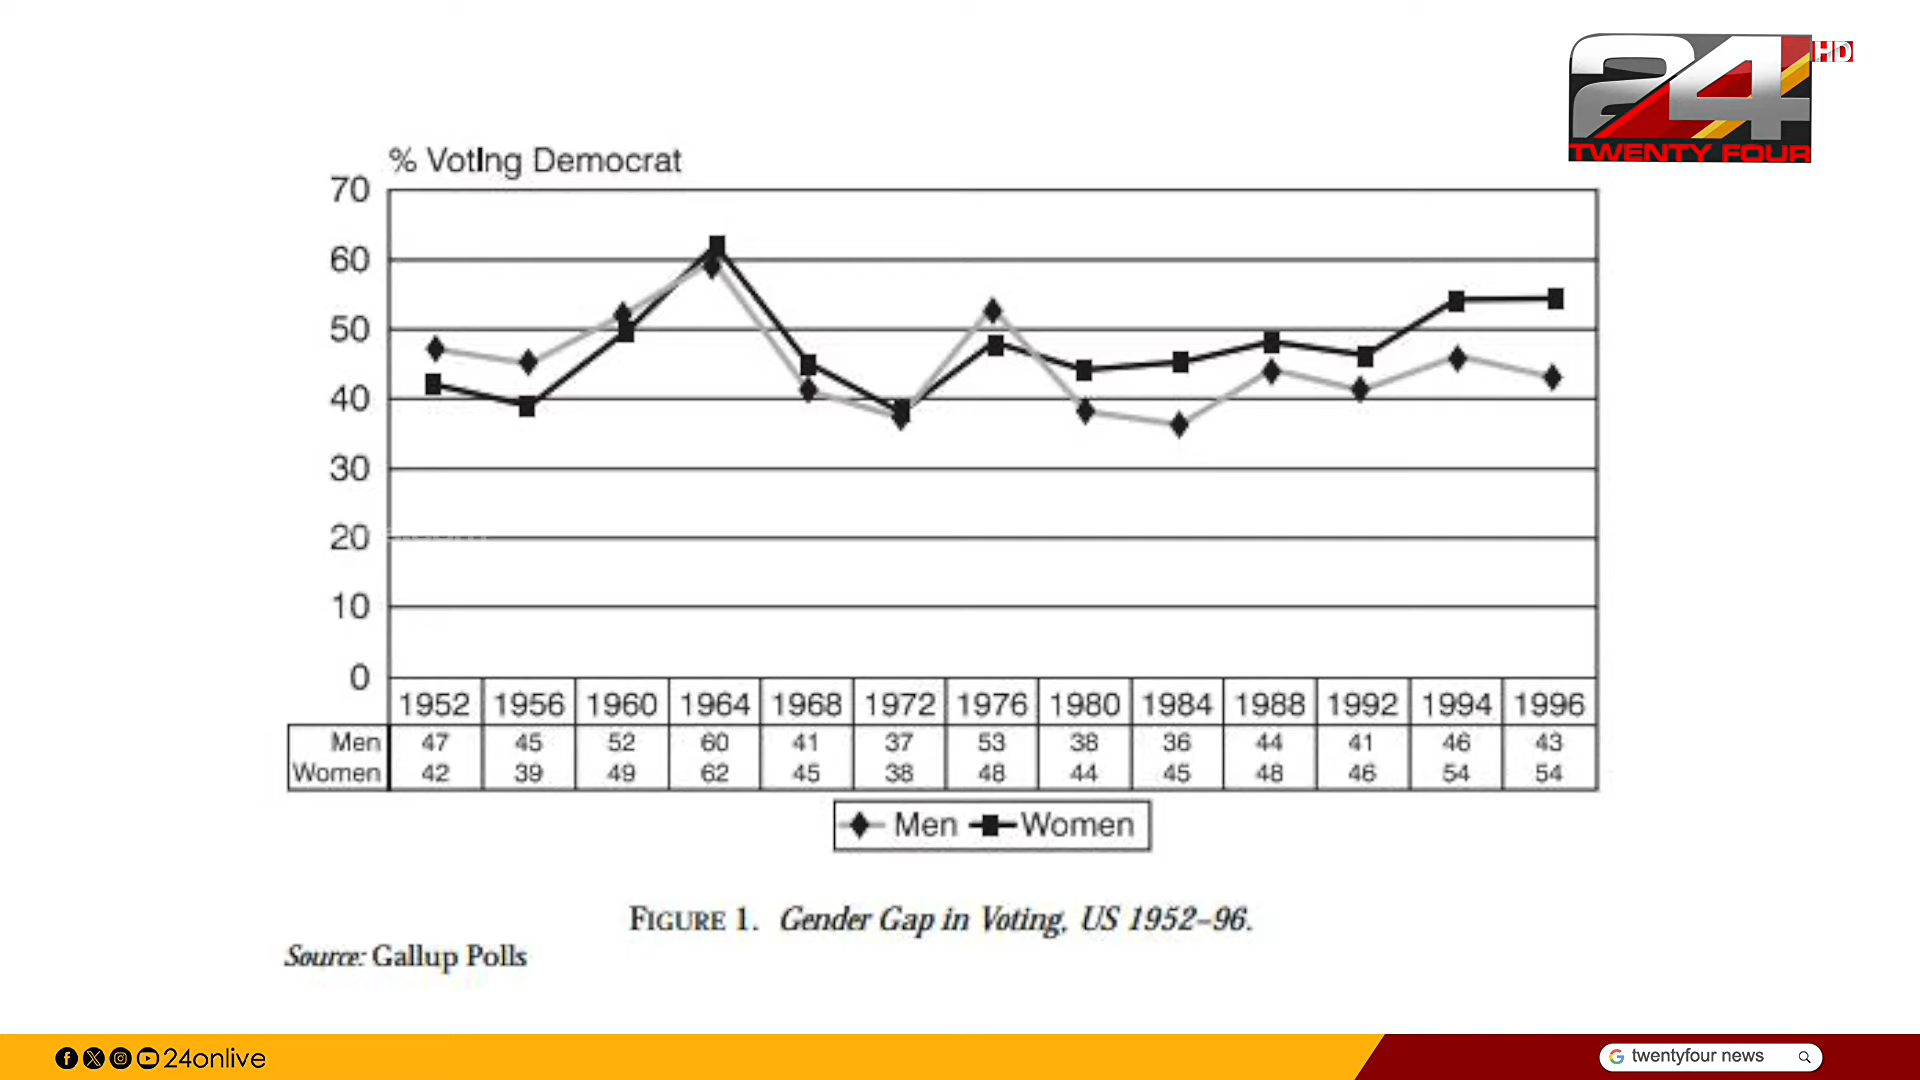 24 HD
TWENTY FOUR
% Voting Democrat
70
60
50
40
30
20
10
0
1952 1956 1960 1964 1968 1972 1976 1980 1984 1988 1992 1994 1996
Men 47 45 52 60 41 37 53 38 36 44 41 46 43
Women 42 39 49 62 45 38 48 44 45 48 46 54 54
Men Women
FIGURE 1. Gender Gap in Voting, US 1952–96.
Source: Gallup Polls
24onlive
twentyfour news